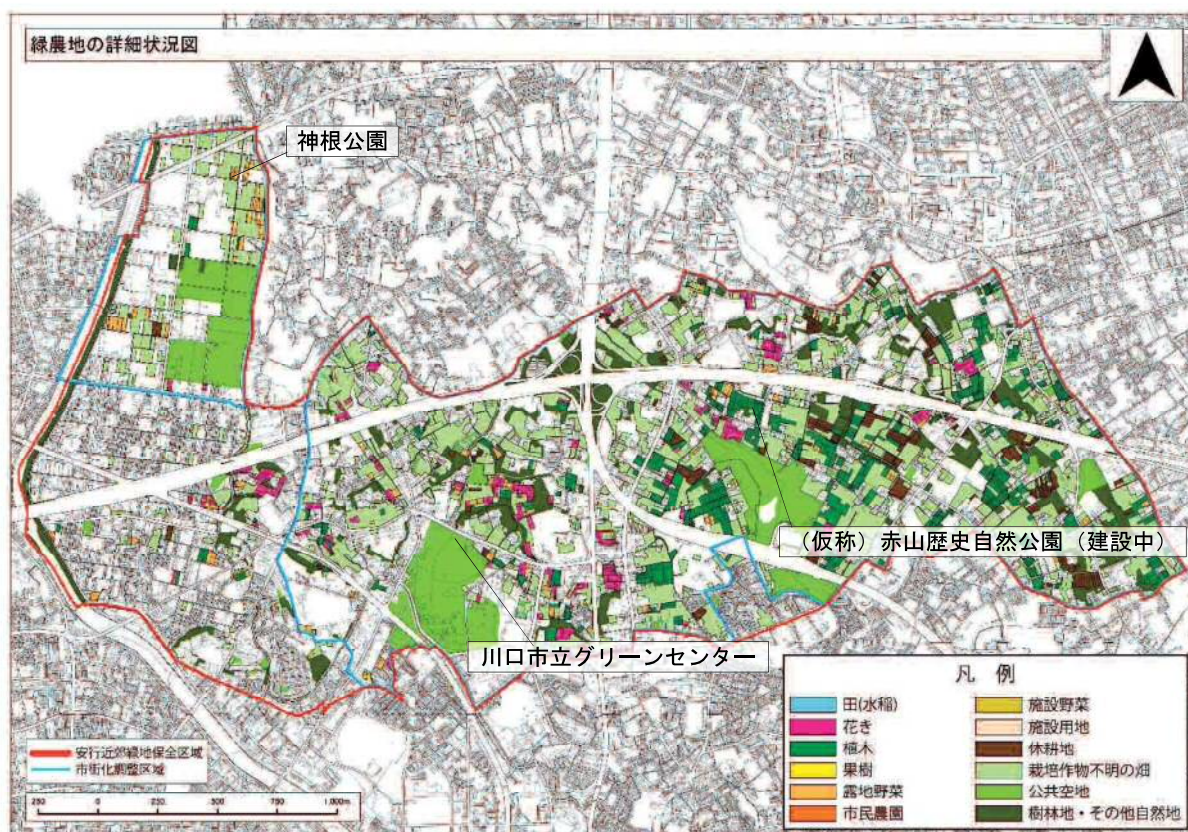 緑農地の詳細状況図
神根公園
(仮称)赤山歴史自然公園(建設中)
川口市立グリーンセンター
安行近郊緑地保全区域
市街化調整区域
250 0 250 500 750 1,000m
凡 例
田(水稲)
花き
植木
果樹
露地野菜
市民農園
施設野菜
施設用地
休耕地
栽培作物不明の畑
公共空地
樹林地・その他自然地